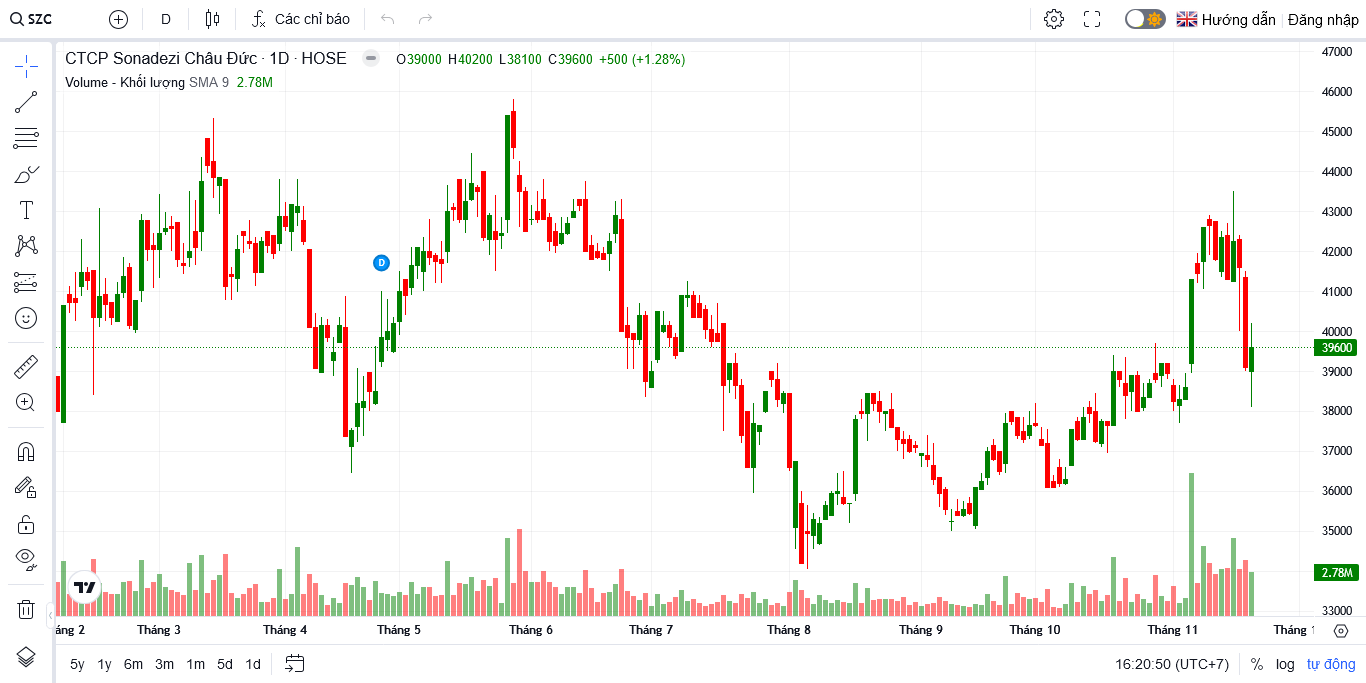 SZC D Các chỉ báo Hướng dẫn Đăng nhập
CTCP Sonadezi Châu Đức · 1D · HOSE O39000 H40200 L38100 C39600 +500 (+1.28%)
Volume - Khối lượng SMA 9 2.78M
47000
46000
45000
44000
43000
D
42000
41000
40000
39600
39000
38000
37000
36000
35000
2.78M
33000
áng 2 Tháng 3 Tháng 4 Tháng 5 Tháng 6 Tháng 7 Tháng 8 Tháng 9 Tháng 10 Tháng 11 Tháng 1
5y 1y 6m 3m 1m 5d 1d 16:20:50 (UTC+7) % log tự động